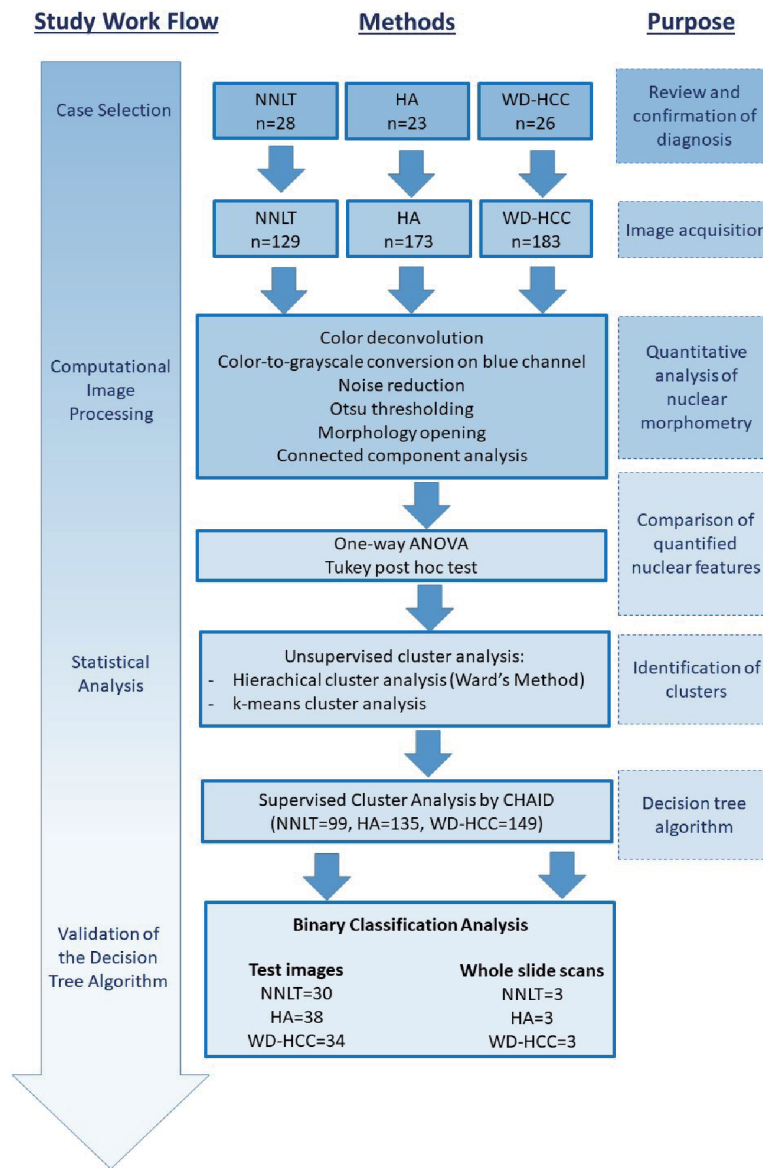 Study Work Flow
Methods
Purpose
Case Selection
NNLT
n=28
HA
n=23
WD-HCC
n=26
Review and
confirmation of
diagnosis
NNLT
n=129
HA
n=173
WD-HCC
n=183
Image acquisition
Computational
Image
Processing
Color deconvolution
Color-to-grayscale conversion on blue channel
Noise reduction
Otsu thresholding
Morphology opening
Connected component analysis
Quantitative
analysis of
nuclear
morphometry
One-way ANOVA
Tukey post hoc test
Comparison of
quantified
nuclear features
Statistical
Analysis
Unsupervised cluster analysis:
- Hierachical cluster analysis (Ward's Method)
- k-means cluster analysis
Identification of
clusters
Supervised Cluster Analysis by CHAID
(NNLT=99, HA=135, WD-HCC=149)
Decision tree
algorithm
Validation of
the Decision
Tree Algorithm
Binary Classification Analysis
Test images
NNLT=30
HA=38
WD-HCC=34
Whole slide scans
NNLT=3
HA=3
WD-HCC=3